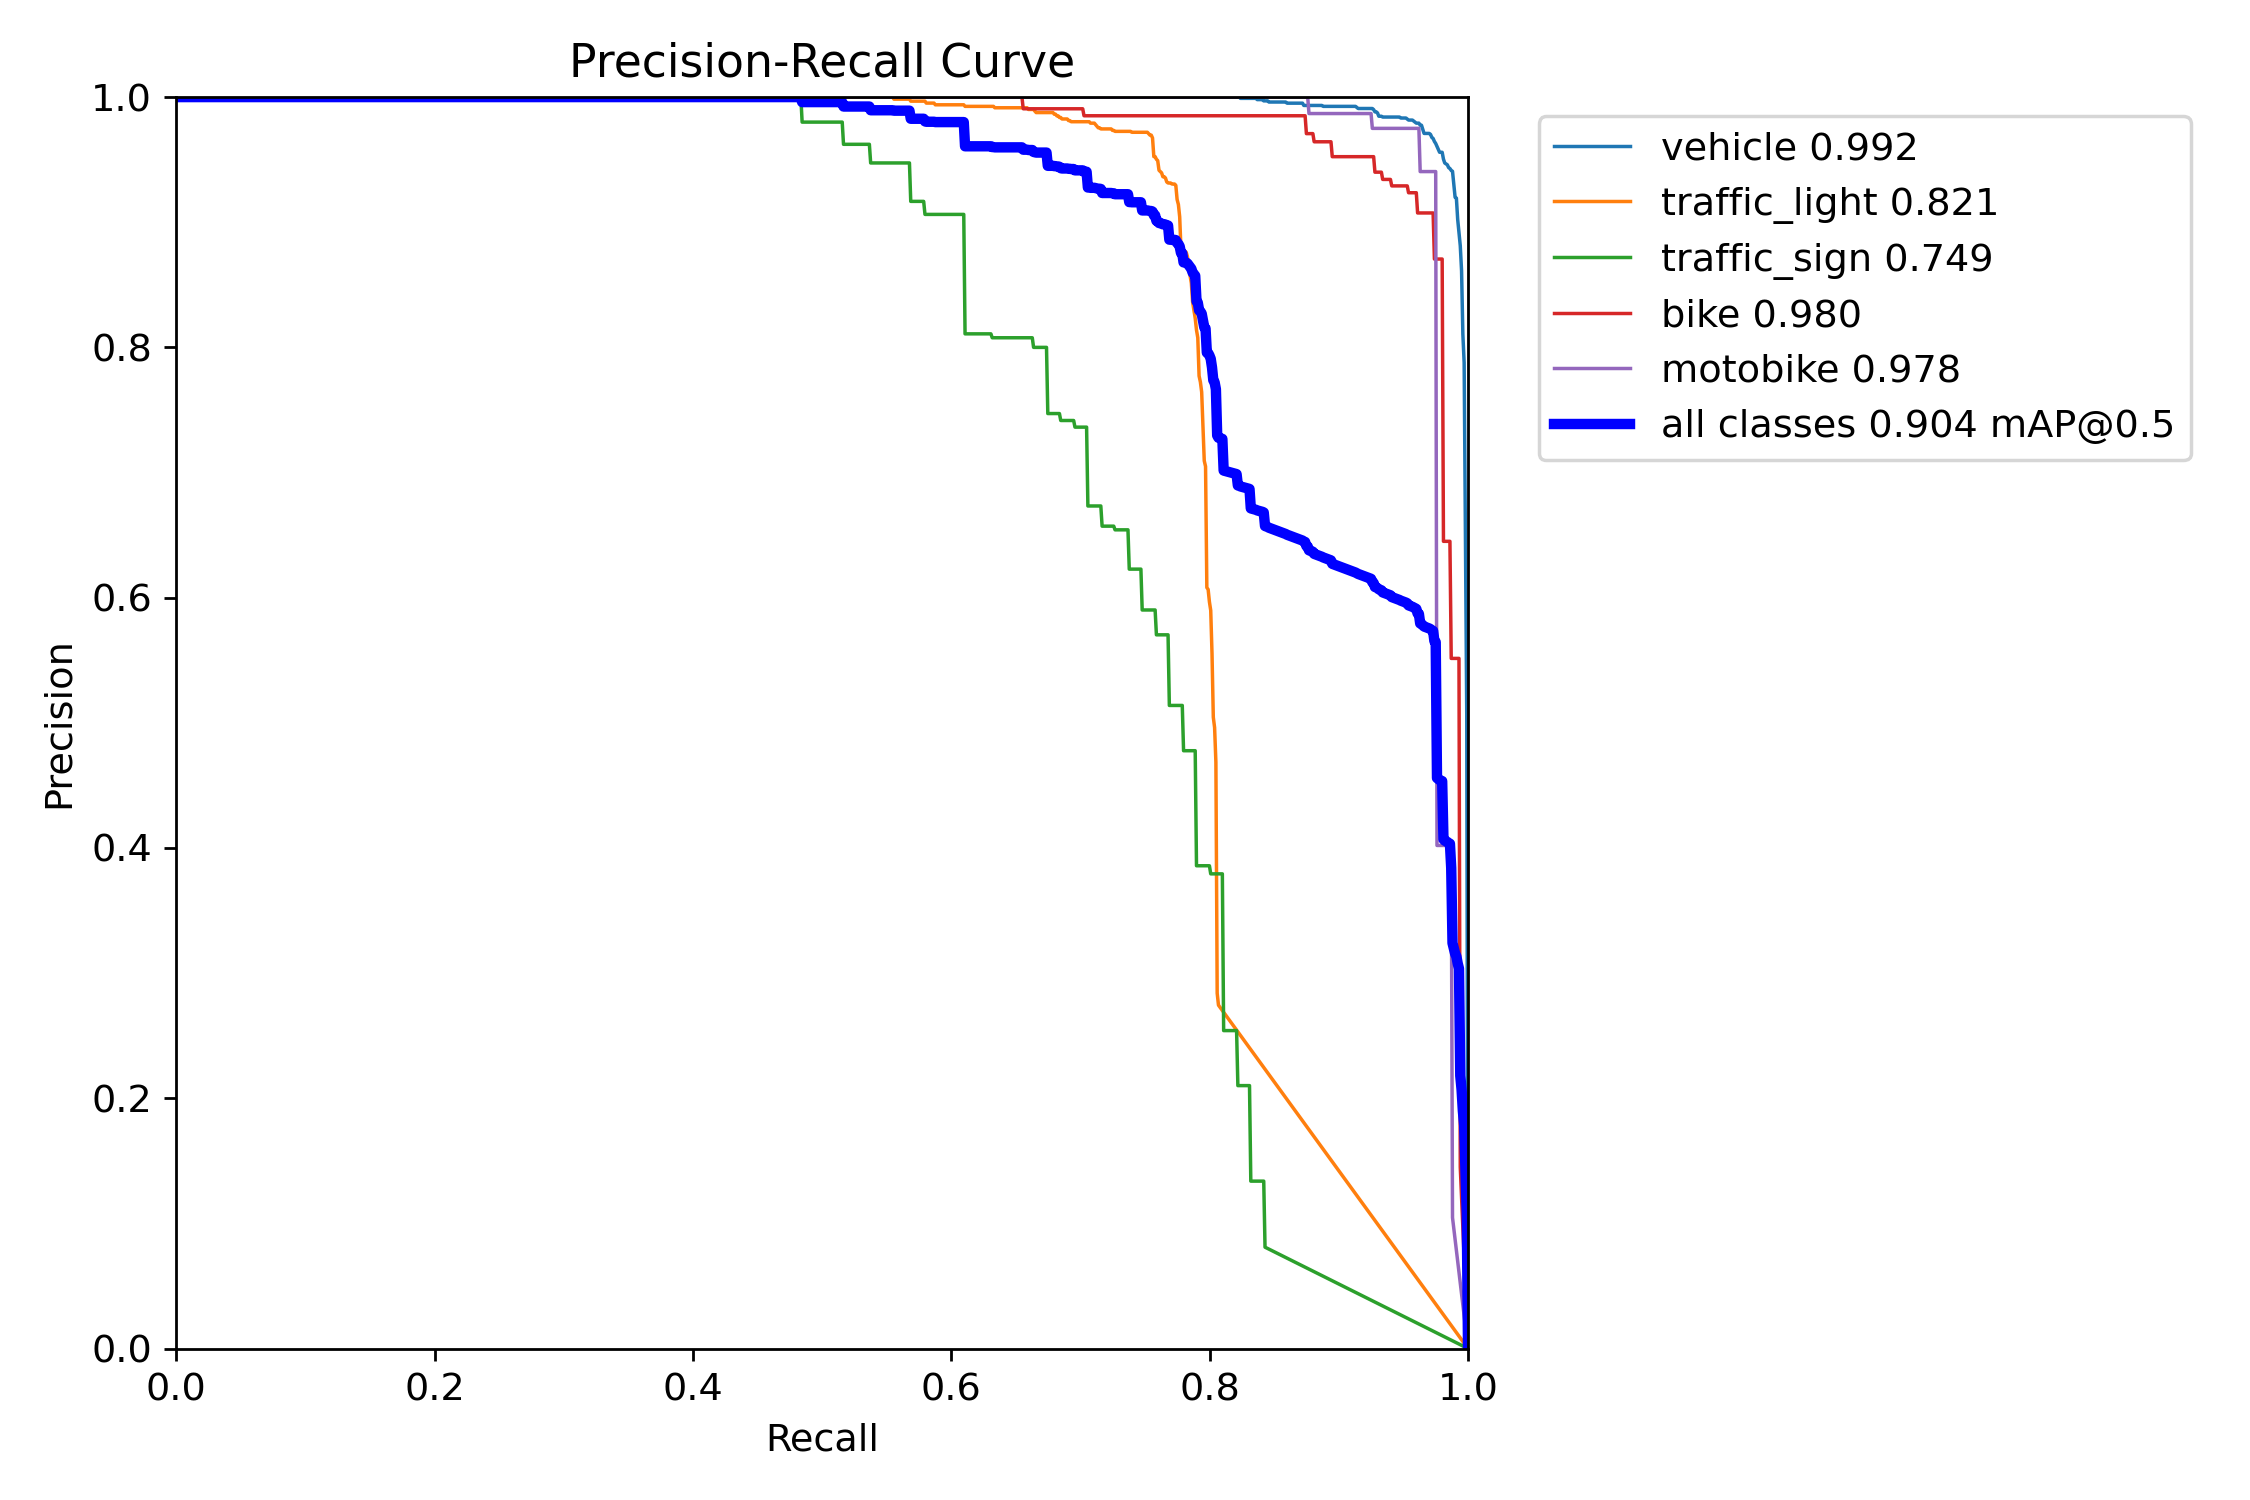 Precision-Recall Curve
1.0
0.8
0.6
0.4
0.2
0.0
Precision
0.0 0.2 0.4 0.6 0.8 1.0
Recall
vehicle 0.992
traffic_light 0.821
traffic_sign 0.749
bike 0.980
motobike 0.978
all classes 0.904 mAP@0.5